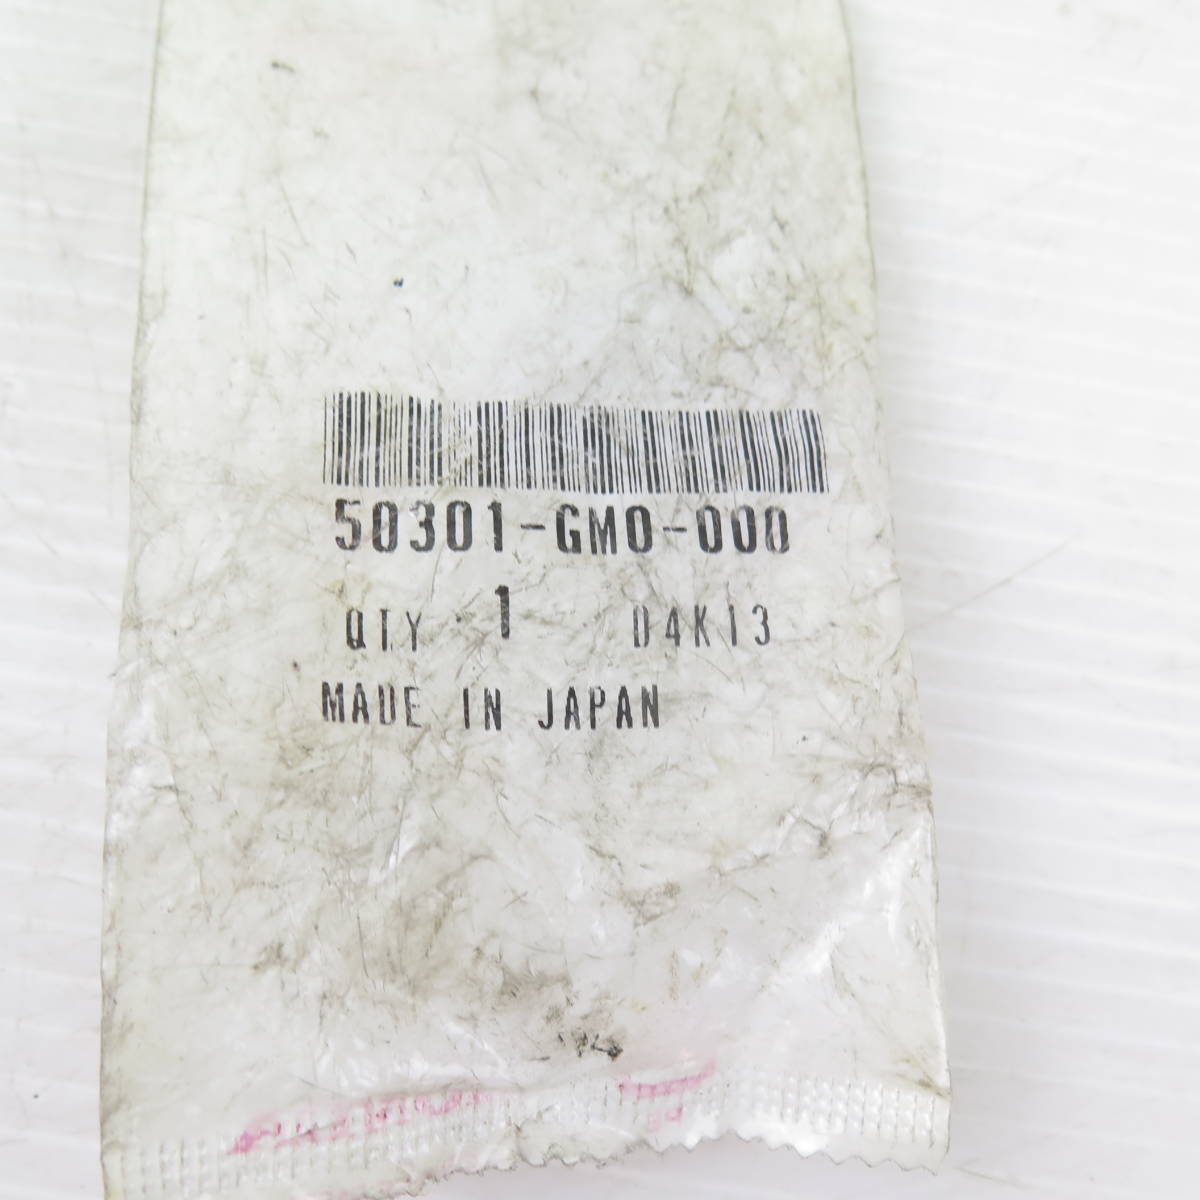 50301-GM0-000
QTY 1 D4K13
MADE IN JAPAN